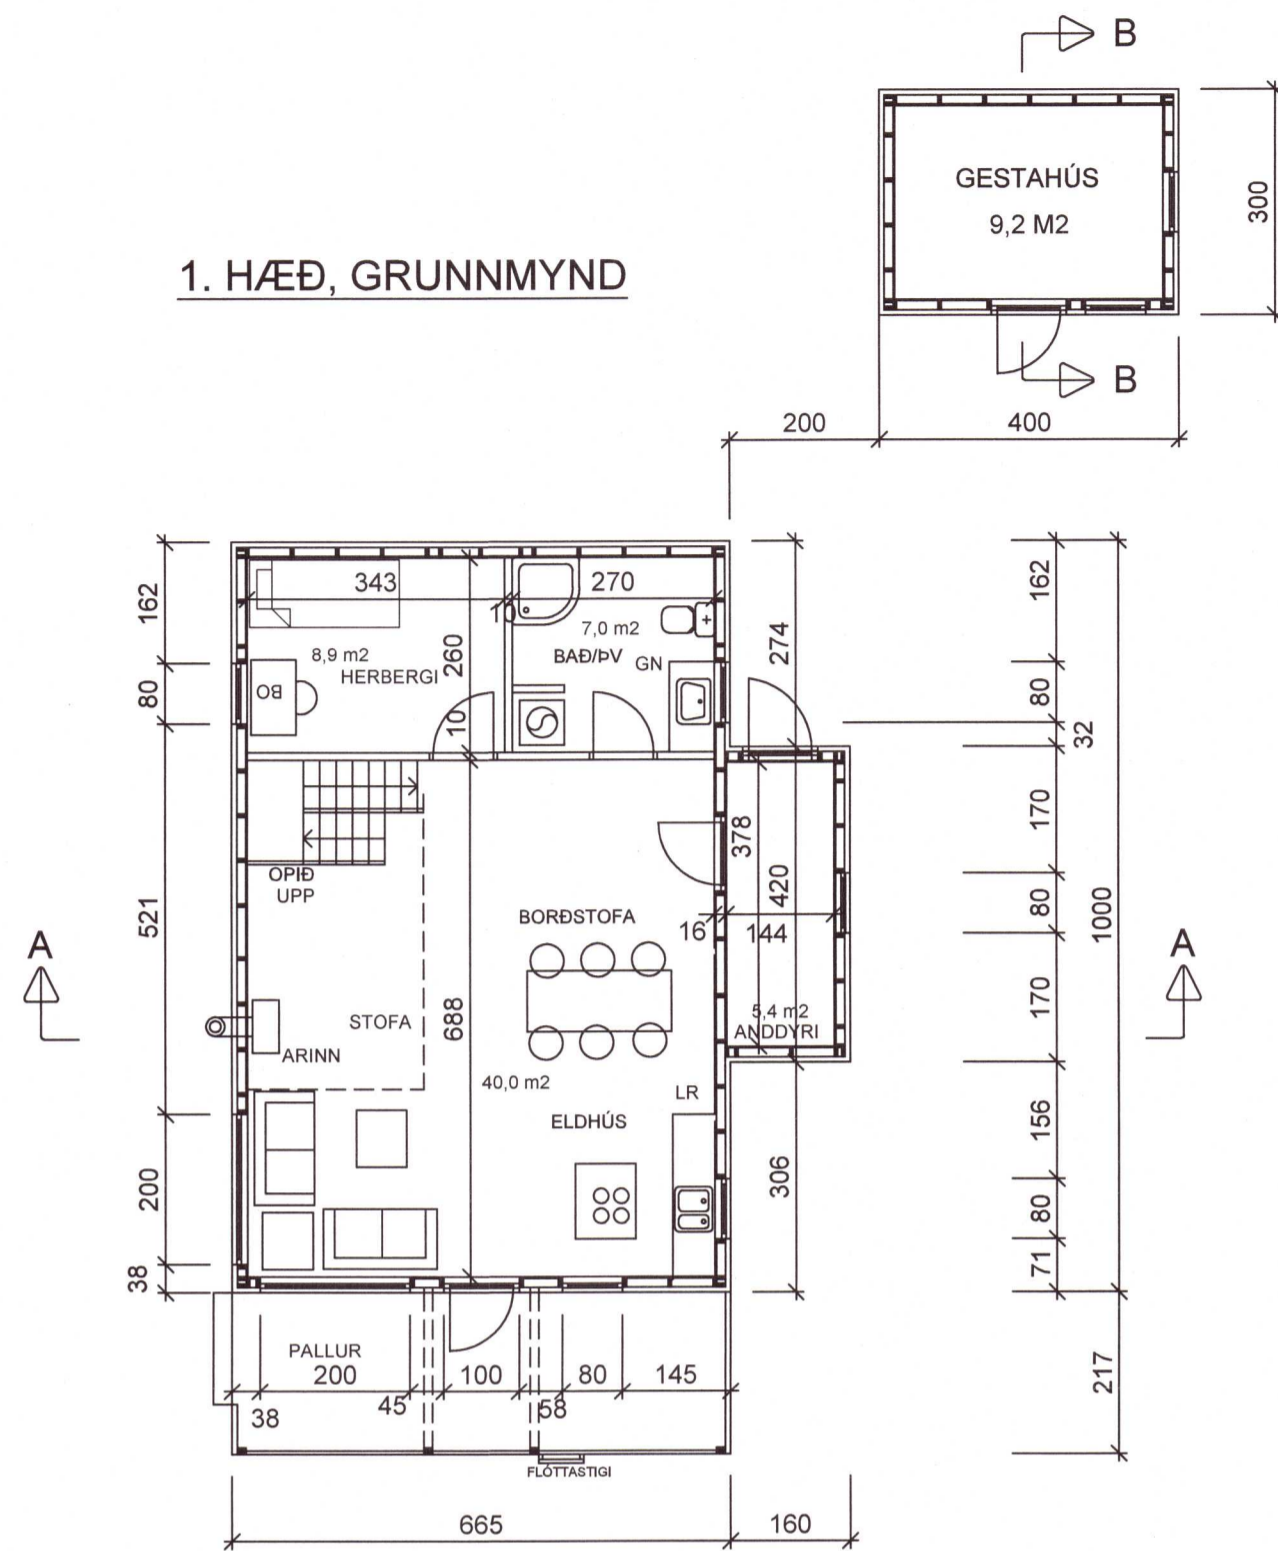 B
GESTAHÚS
9,2 M2
300
1. HÆÐ, GRUNNMYND
B
200
400
343
270
10
162
162
7,0 m2
274
8,9 m2
260
BAÐ/ÞV
GN
HERBERGI
BO
80
80
10
32
170
378
OPIÐ
UPP
420
80
1000
521
BORÐSTOFA
16
144
A
A
170
5,4 m2
STOFA
688
ANDDYRI
ARINN
40,0 m2
LR
ELDHÚS
156
200
306
80
38
71
PALLUR
200
100
80
145
217
38
45
58
FLÓTTASTIGI
665
160